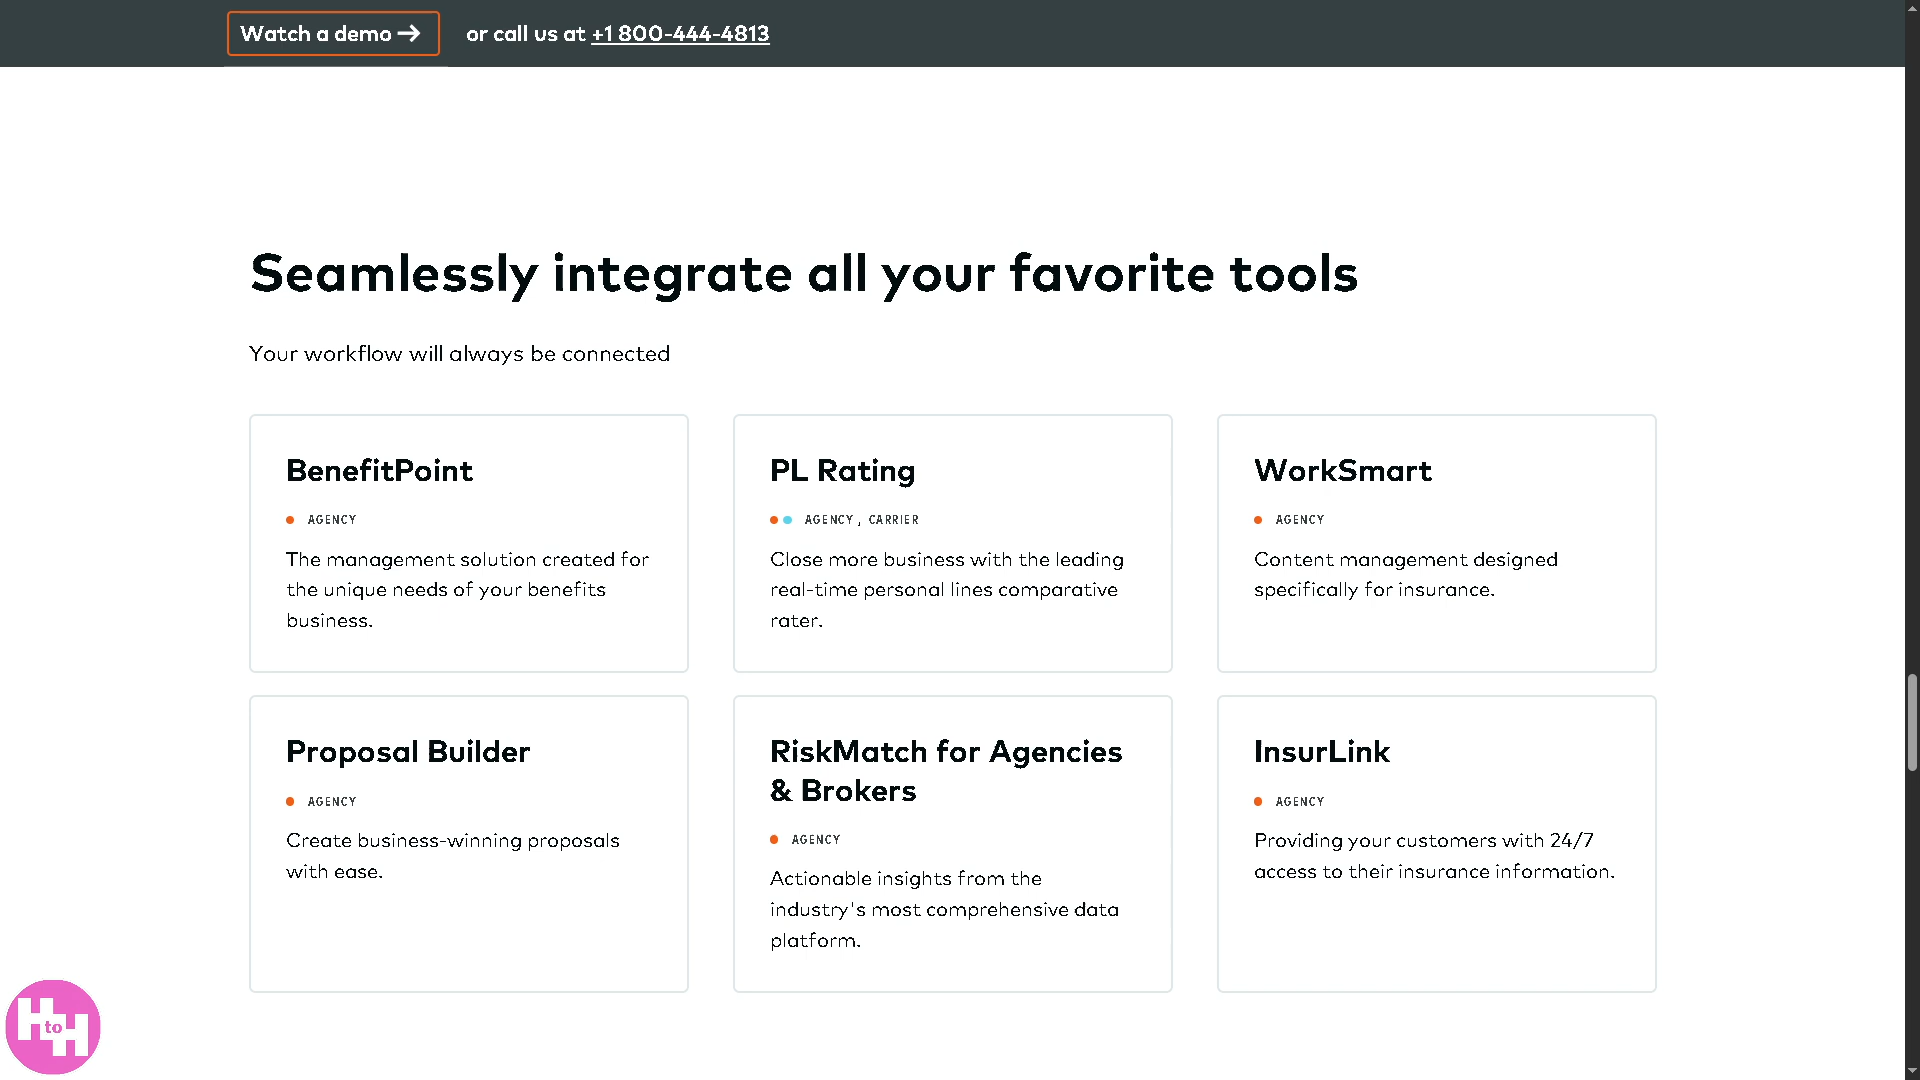 Watch a demo → or call us at +1 800-444-4813
Seamlessly integrate all your favorite tools
Your workflow will always be connected
BenefitPoint
AGENCY
The management solution created for
the unique needs of your benefits
business.
PL Rating
AGENCY, CARRIER
Close more business with the leading
real-time personal lines comparative
rater.
WorkSmart
AGENCY
Content management designed
specifically for insurance.
Proposal Builder
AGENCY
Create business-winning proposals
with ease.
RiskMatch for Agencies
& Brokers
AGENCY
Actionable insights from the
industry's most comprehensive data
platform.
InsurLink
AGENCY
Providing your customers with 24/7
access to their insurance information.
H to H